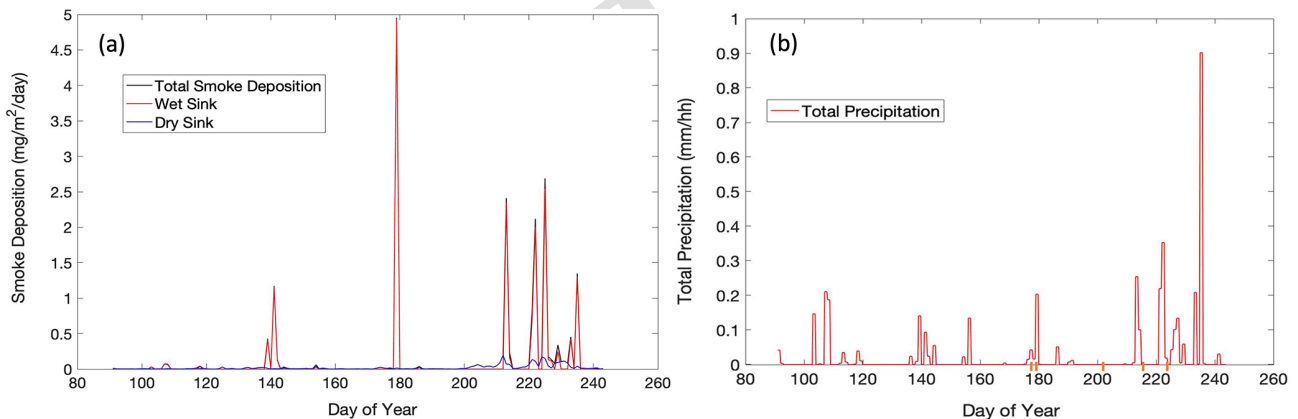 (a)
Total Smoke Deposition
Wet Sink
Dry Sink
Smoke Deposition (mg/m²/day)
5
4.5
4
3.5
3
2.5
2
1.5
1
0.5
0
80 100 120 140 160 180 200 220 240 260
Day of Year
(b)
Total Precipitation
Total Precipitation (mm/hh)
1
0.9
0.8
0.7
0.6
0.5
0.4
0.3
0.2
0.1
0
80 100 120 140 160 180 200 220 240 260
Day of Year